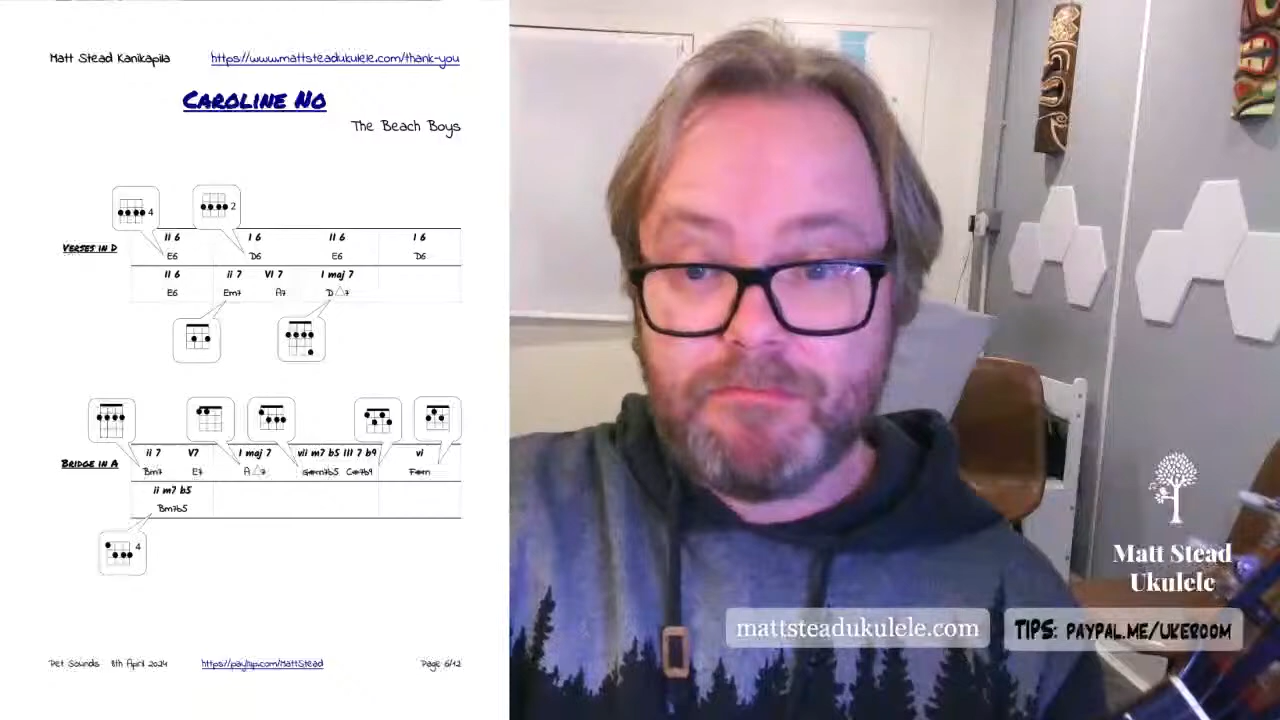 Matt Stead Kanikapila https://www.mattsteadukulele.com/thank-you
Caroline No
The Beach Boys
4 2
Verses in D
II 6 I 6 II 6 I 6
E6 D6 E6 D6
II 6 ii 7 VI 7 I maj 7
E6 Em7 A7 D△7
Bridge in A
ii 7 V7 I maj 7 vii m7 b5 III 7 b9 vi
Bm7 E7 A△7 G#m7b5 C#7b9 F#m
ii m7 b5
Bm7b5
4
Pet Sounds 8th April 2024 https://payhip.com/MattStead Page 6/12
Matt Stead
Ukulele
mattsteadukulele.com
TIPS: PAYPAL.ME/UKEROOM